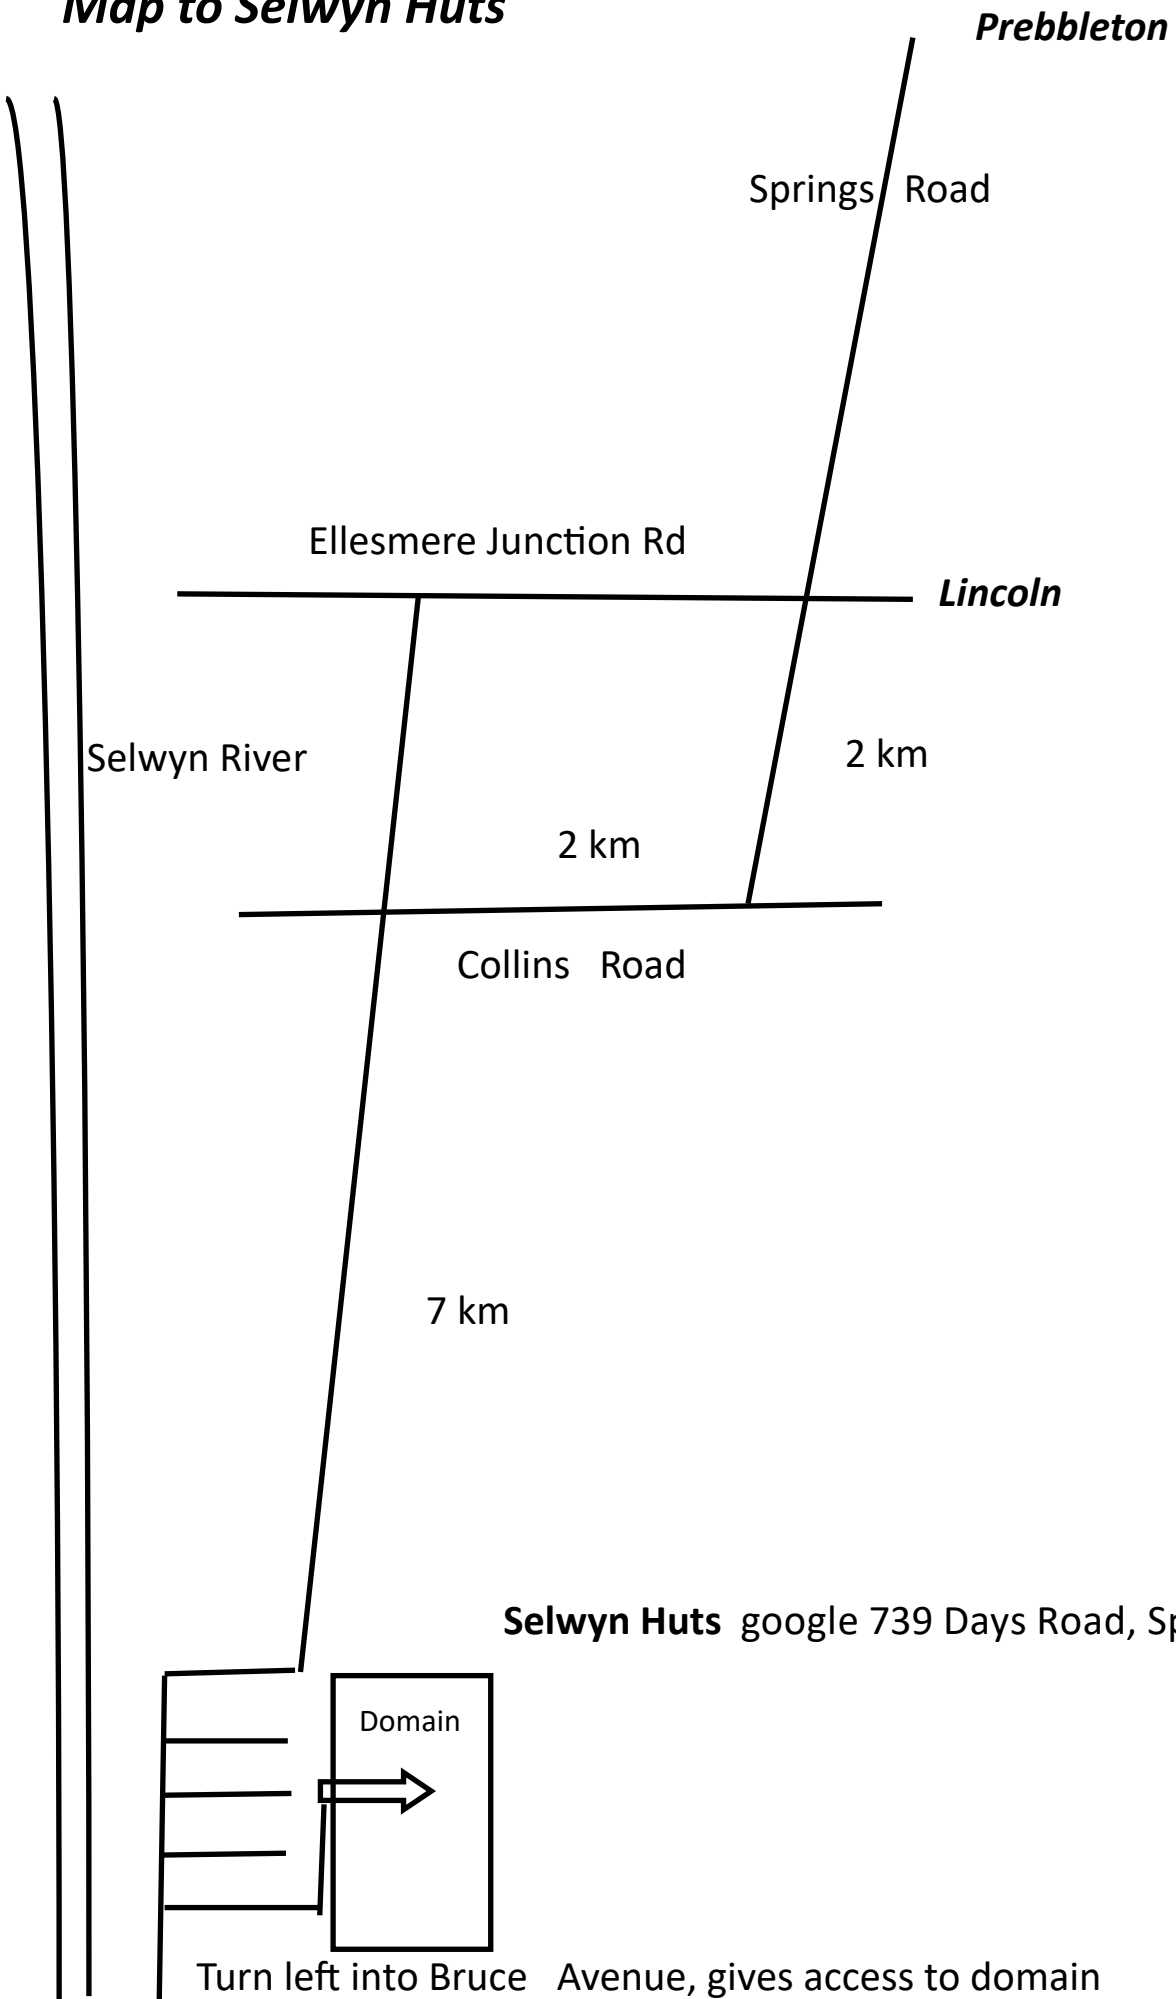 Map to Selwyn Huts
Prebbleton
Springs Road
Ellesmere Junction Rd
Lincoln
Selwyn River
2 km
2 km
Collins Road
7 km
Selwyn Huts google 739 Days Road,
Domain
Turn left into Bruce Avenue, gives access to domain